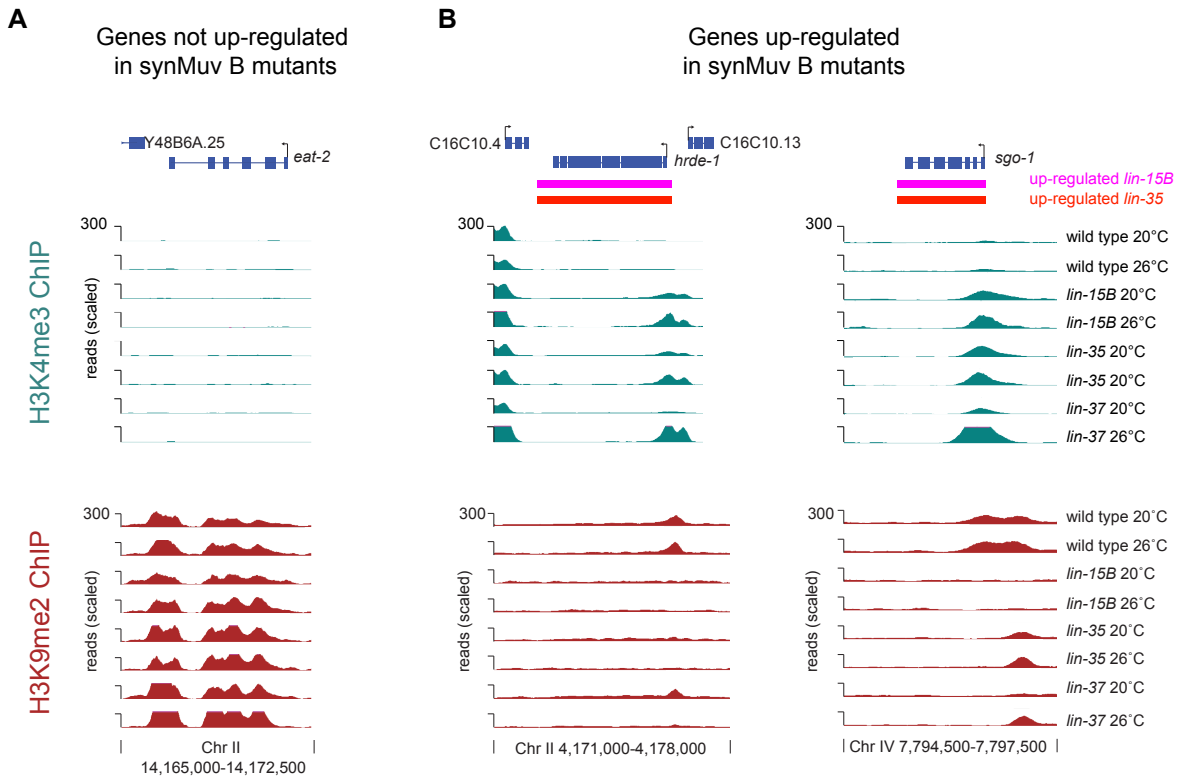 A
Genes not up-regulated
in synMuv B mutants
B
Genes up-regulated
in synMuv B mutants
Y48B6A.25
eat-2
C16C10.4
hrde-1
C16C10.13
sgo-1
up-regulated lin-15B
up-regulated lin-35
H3K4me3 ChIP
reads (scaled)
300
300
300
wild type 20°C
wild type 26°C
lin-15B 20°C
lin-15B 26°C
lin-35 20°C
lin-35 20°C
lin-37 20°C
lin-37 26°C
reads (scaled)
reads (scaled)
H3K9me2 ChIP
reads (scaled)
300
300
300
wild type 20˚C
wild type 26˚C
lin-15B 20˚C
lin-15B 26˚C
lin-35 20˚C
lin-35 26˚C
lin-37 20˚C
lin-37 26˚C
reads (scaled)
reads (scaled)
Chr II
14,165,000-14,172,500
Chr II 4,171,000-4,178,000
Chr IV 7,794,500-7,797,500